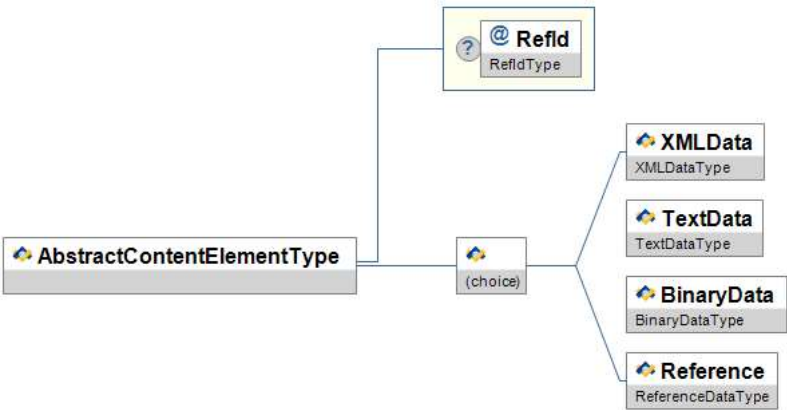 ? @ RefId
RefIdType
XMLData
XMLDataType
TextData
TextDataType
AbstractContentElementType
(choice)
BinaryData
BinaryDataType
Reference
ReferenceDataType